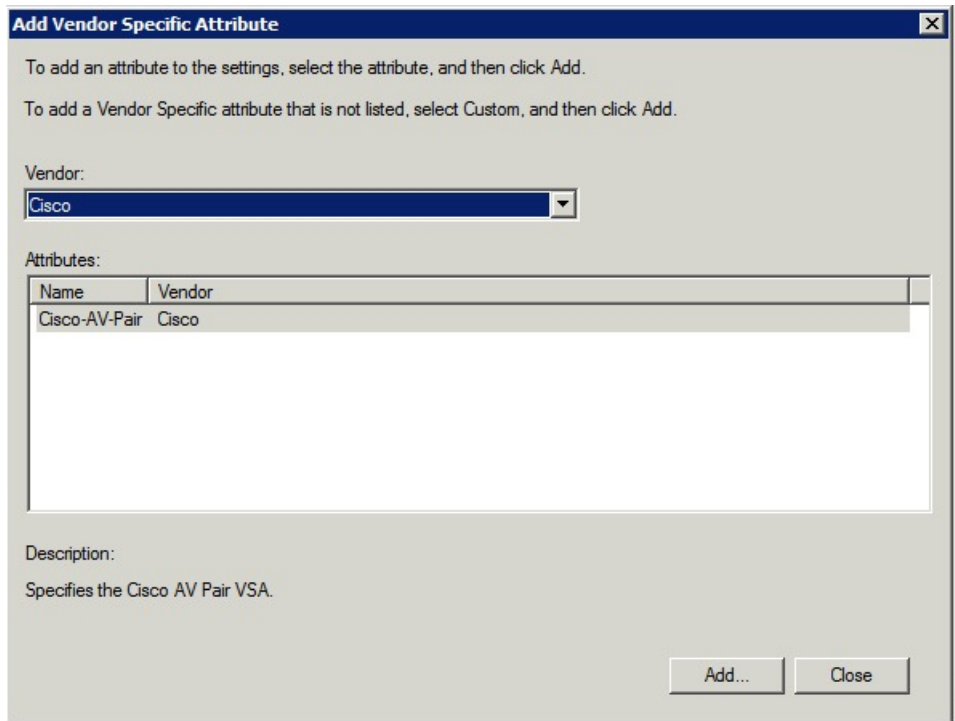 Add Vendor Specific Attribute
To add an attribute to the settings, select the attribute, and then click Add.
To add a Vendor Specific attribute that is not listed, select Custom, and then click Add.
Vendor:
Cisco
Attributes:
Name Vendor
Cisco-AV-Pair Cisco
Description:
Specifies the Cisco AV Pair VSA.
Add... Close